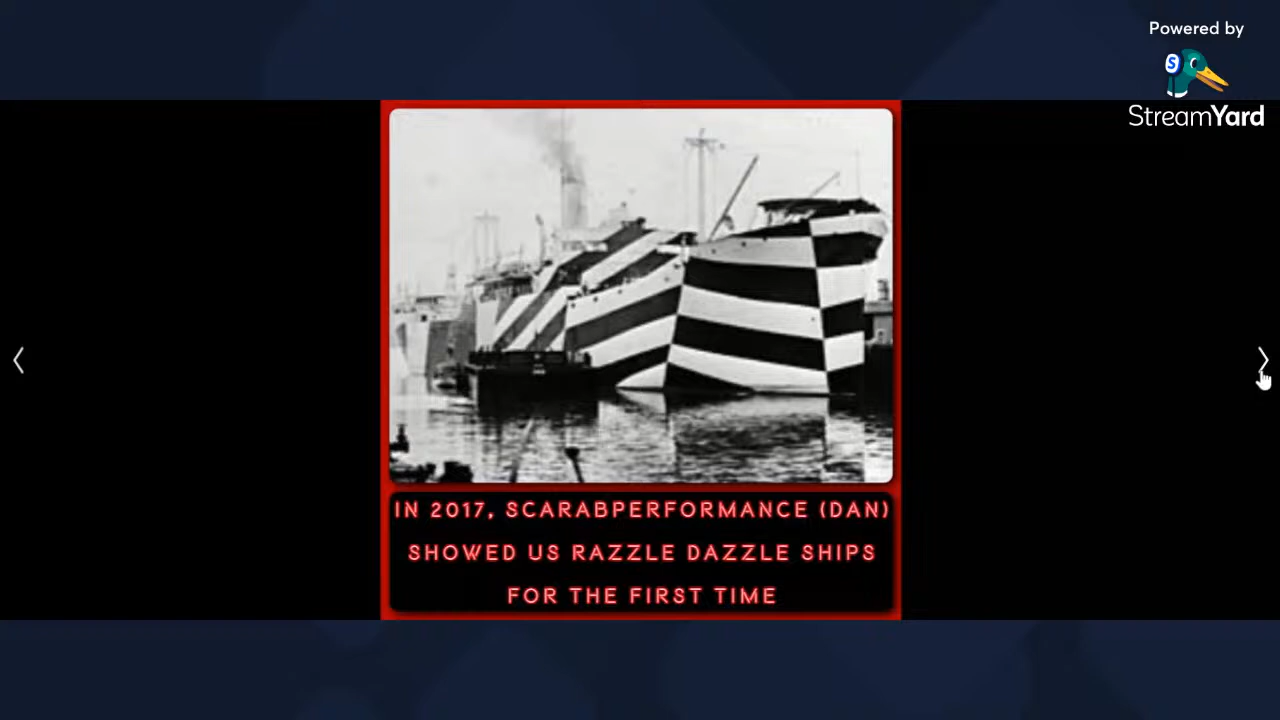 Powered by
S
StreamYard
IN 2017, SCARABPERFORMANCE (DAN)
SHOWED US RAZZLE DAZZLE SHIPS
FOR THE FIRST TIME